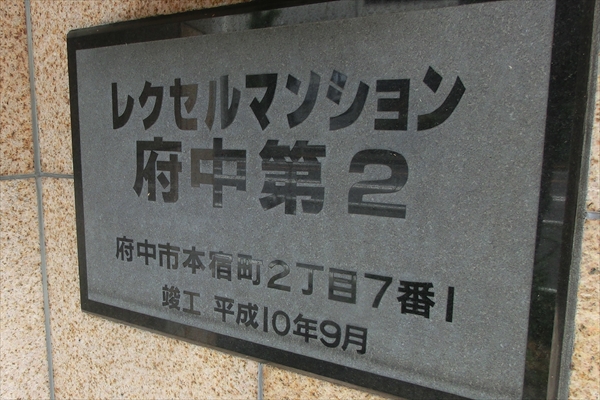 レクセルマンション
府中第2
府中市本宿町2丁目7番1
竣工 平成10年9月